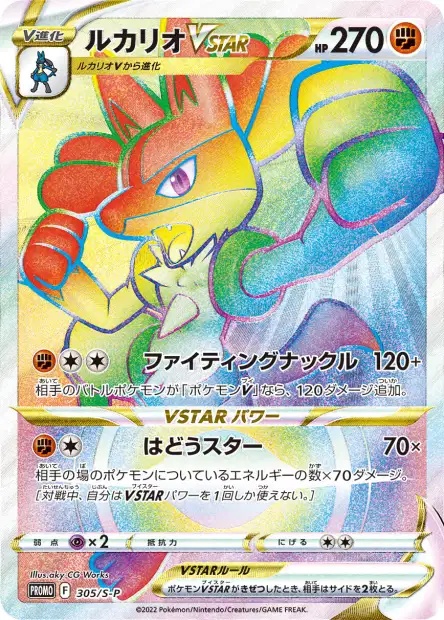 V進化 ルカリオVSTAR HP 270
ルカリオVから進化
ファイティングナックル 120+
相手のバトルポケモンが「ポケモンV」なら、120ダメージ追加。
VSTARパワー
はどうスター 70×
相手の場のポケモンについているエネルギーの数×70ダメージ。
[対戦中、自分はVSTARパワーを1回しか使えない。]
弱点 ×2 抵抗力 にげる
Illus.aky CG Works
VSTARルール
PROMO F 305/S-P
ポケモンVSTARがきぜつしたとき、相手はサイドを2枚とる。
©2022 Pokémon/Nintendo/Creatures/GAME FREAK.